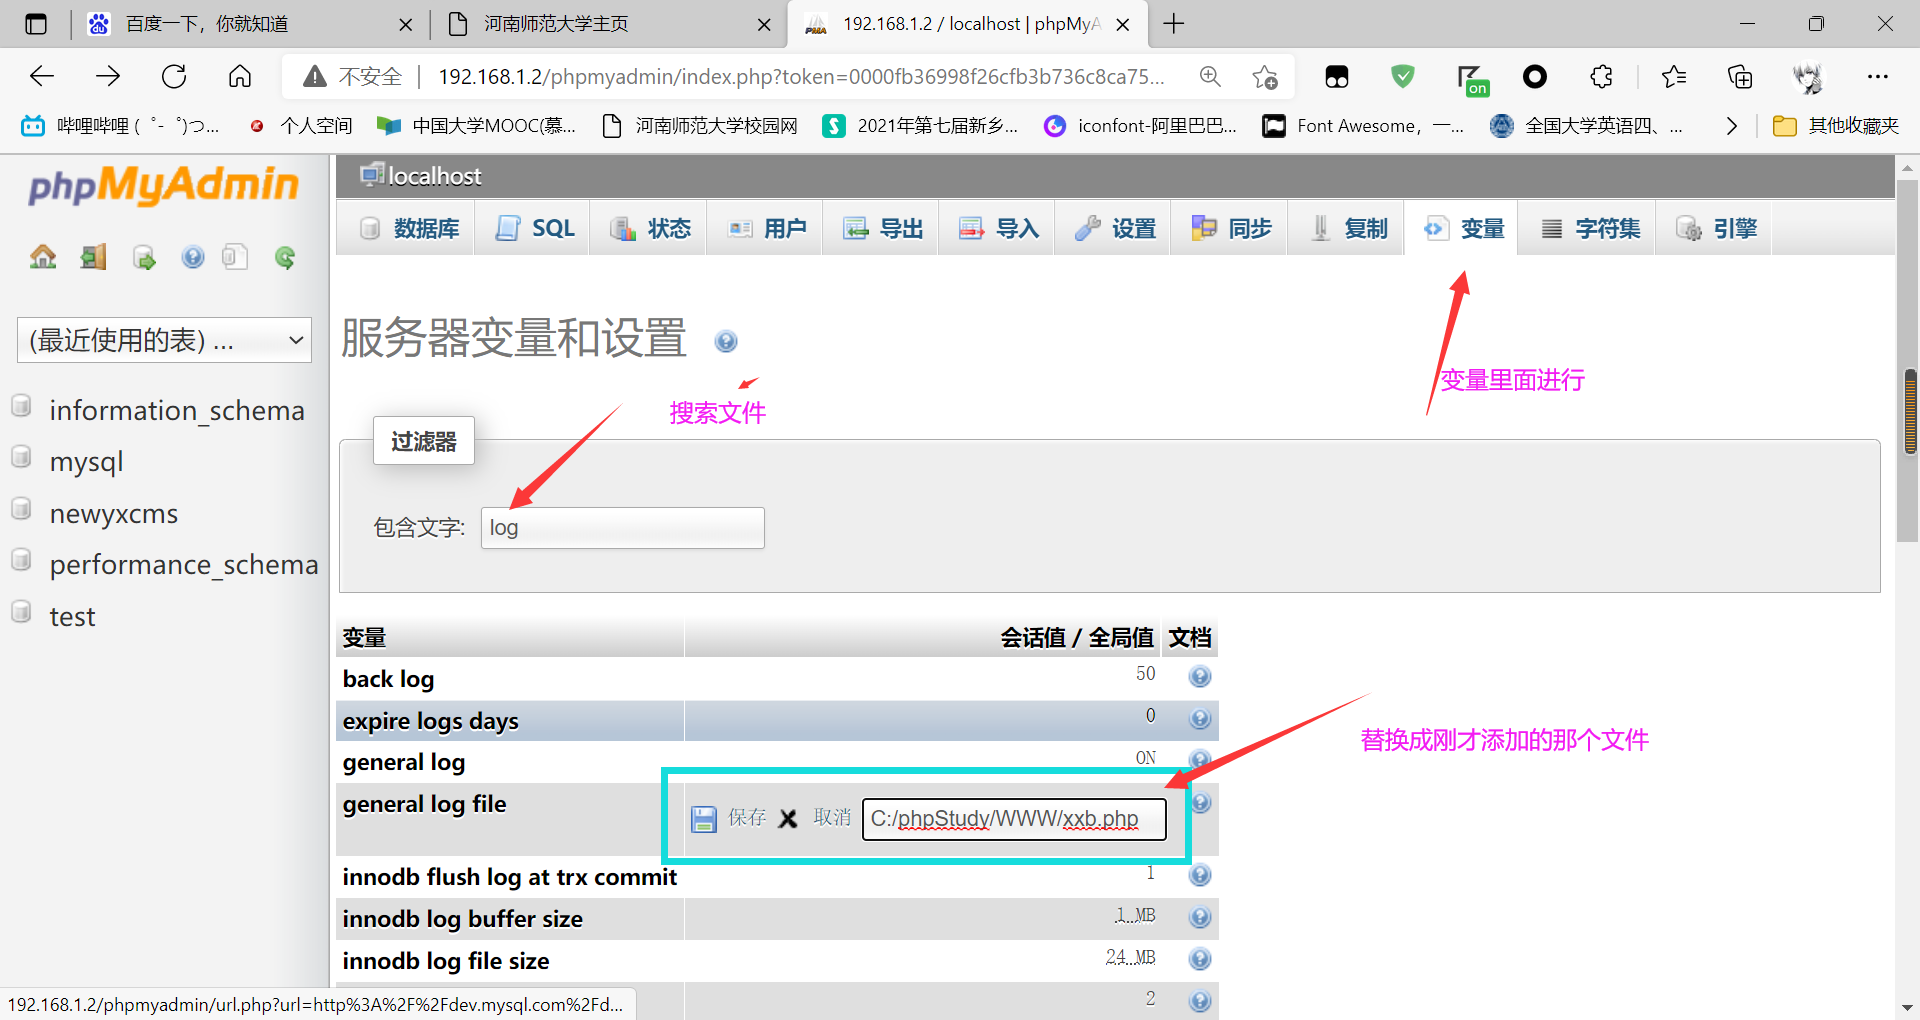 百度一下，你就知道
河南师范大学主页
192.168.1.2 / localhost | phpMyA
不安全 192.168.1.2/phpmyadmin/index.php?token=0000fb36998f26cfb3b736c8ca75...
on
哔哩哔哩 (゜-゜)つ... 个人空间 中国大学MOOC(慕... 河南师范大学校园网 2021年第七届新乡... iconfont-阿里巴巴... Font Awesome，一... 全国大学英语四、... 其他收藏夹
phpMyAdmin
localhost
数据库 SQL 状态 用户 导出 导入 设置 同步 复制 变量 字符集 引擎
(最近使用的表) ...
information_schema
mysql
newyxcms
performance_schema
test
服务器变量和设置
变量里面进行
搜索文件
过滤器
包含文字: log
变量 会话值 / 全局值 文档
back log 50
expire logs days 0
替换成刚才添加的那个文件
general log ON
general log file 保存 取消 C:/phpStudy/WWW/xxb.php
innodb flush log at trx commit 1
innodb log buffer size 1 MB
innodb log file size 24 MB
2
192.168.1.2/phpmyadmin/url.php?url=http%3A%2F%2Fdev.mysql.com%2Fd...